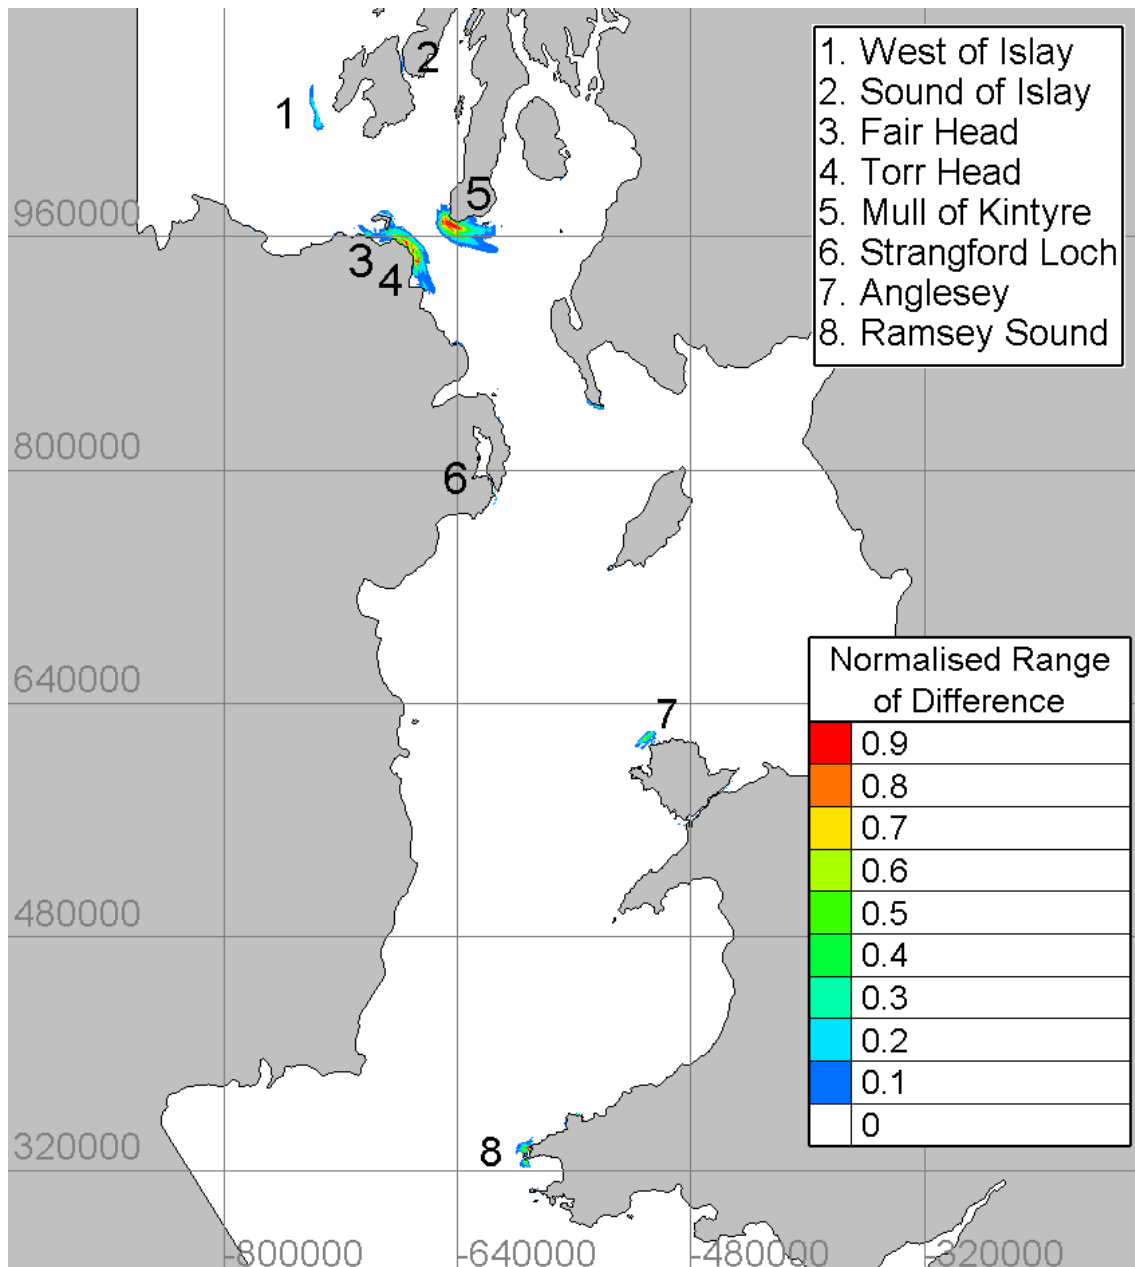 1. West of Islay
2. Sound of Islay
3. Fair Head
4. Torr Head
5. Mull of Kintyre
6. Strangford Loch
7. Anglesey
8. Ramsey Sound
2
1
5
960000
3
4
800000
6
640000
7
Normalised Range
of Difference
0.9
0.8
0.7
0.6
0.5
0.4
0.3
0.2
0.1
0
480000
320000
8
-800000
-640000
-480000
-320000